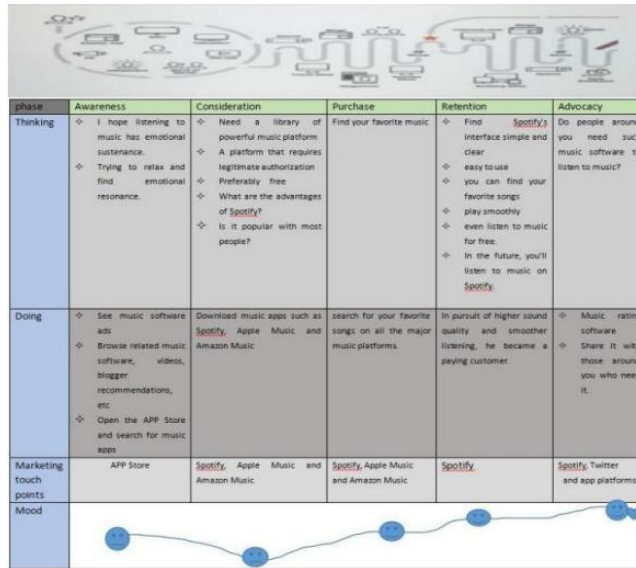 phase Awareness Consideration Purchase Retention Advocacy
Thinking
❖ I hope listening to
music has emotional
sustenance.
❖ Trying to relax and
find emotional
resonance.
❖ Need a library of
powerful music platform
❖ A platform that requires
legitimate authorization
❖ Preferably free
❖ What are the advantages
of Spotify?
❖ Is it popular with most
people?
Find your favorite music
❖ Find Spotify's
interface simple and
clear
❖ easy to use
❖ you can find your
favorite songs
❖ play smoothly
❖ even listen to music
for free.
❖ In the future, you'll
listen to music on
Spotify.
Do people around
you need such
music software to
listen to music?
Doing
❖ See music software
ads
❖ Browse related music
software, videos,
blogger
recommendations,
etc
❖ Open the APP Store
and search for music
apps
Download music apps such as
Spotify, Apple Music and
Amazon Music
search for your favorite
songs on all the major
music platforms.
In pursuit of higher sound
quality and smoother
listening, he became a
paying customer.
❖ Music rating
software
❖ Share it with
those around
you who need
it.
Marketing
touch
points
APP Store
Spotify, Apple Music and
Amazon Music
Spotify, Apple Music
and Amazon Music
Spotify
Spotify, Twitter
and app platforms
Mood